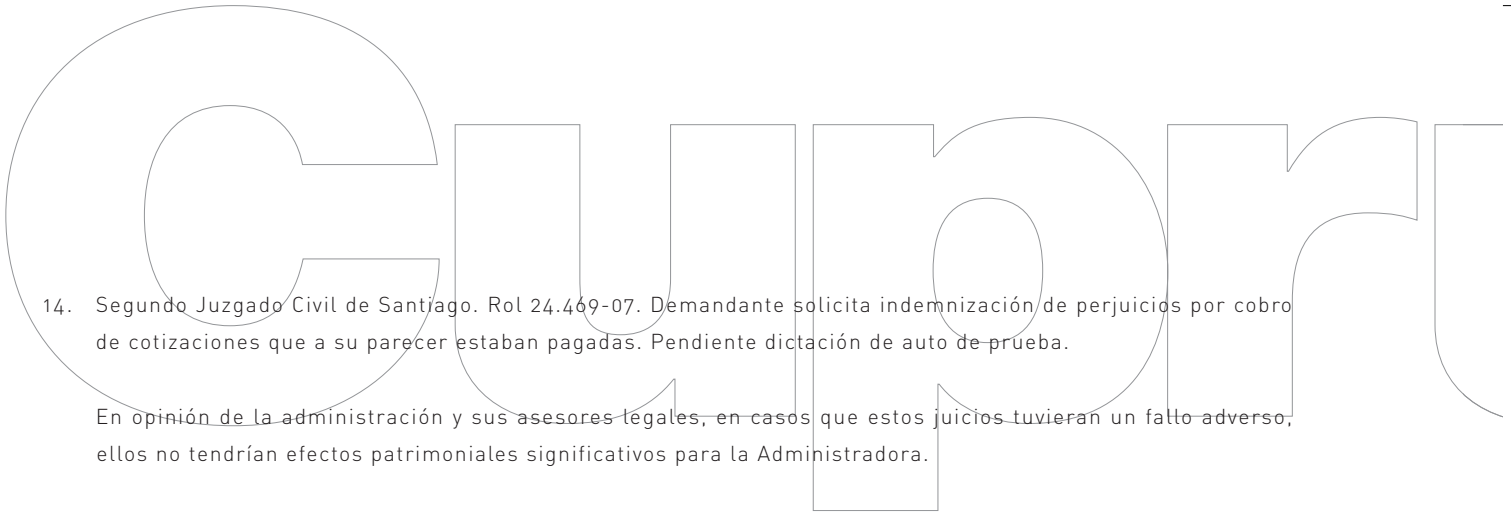 Cupr
14. Segundo Juzgado Civil de Santiago. Rol 24.469-07. Demandante solicita indemnización de perjuicios por cobro
de cotizaciones que a su parecer estaban pagadas. Pendiente dictación de auto de prueba.
En opinión de la administración y sus asesores legales, en casos que estos juicios tuvieran un fallo adverso,
ellos no tendrían efectos patrimoniales significativos para la Administradora.